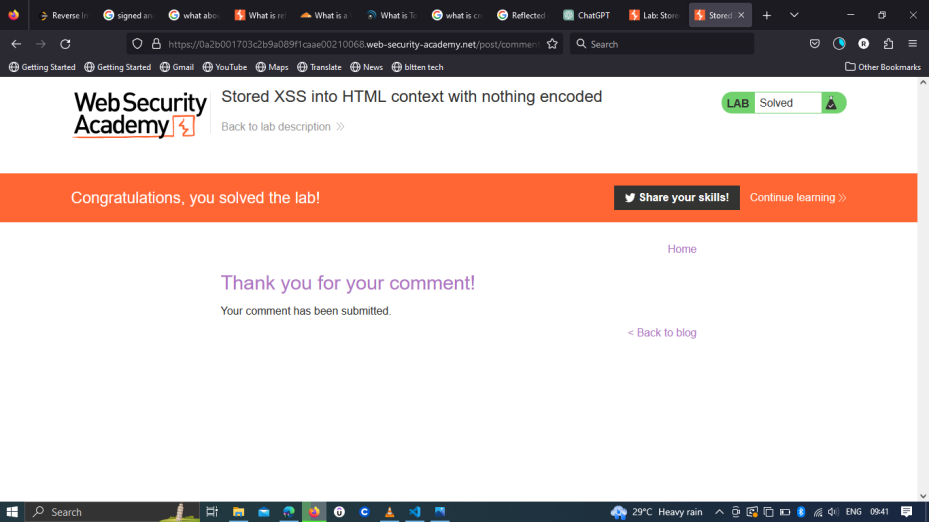 Reverse In
signed an
what abou
What is re
What is a
What is To
what is cr
Reflected
ChatGPT
Lab: Store
Stored
https://0a2b001703c2b9a089f1caae00210068.web-security-academy.net/post/comment
Search
Getting Started
Getting Started
Gmail
YouTube
Maps
Translate
News
bltten tech
Other Bookmarks
WebSecurity
Academy
Stored XSS into HTML context with nothing encoded
Back to lab description
LAB
Solved
Congratulations, you solved the lab!
Share your skills!
Continue learning
Home
Thank you for your comment!
Your comment has been submitted.
< Back to blog
Search
29°C Heavy rain
ENG
09:41